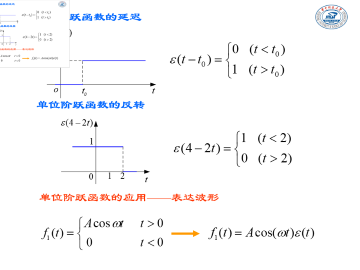 跃函数的延迟
ε(t − t₀) = { 0 (t < t₀)
1 (t > t₀)
o t₀ t
单位阶跃函数的反转
ε(4 − 2t)
1
ε(4 − 2t) = { 1 (t < 2)
0 (t > 2)
0 1 2 t
单位阶跃函数的应用——表达波形
f₁(t) = { A cos ωt t > 0
0 t < 0
f₁(t) = A cos(ωt)ε(t)